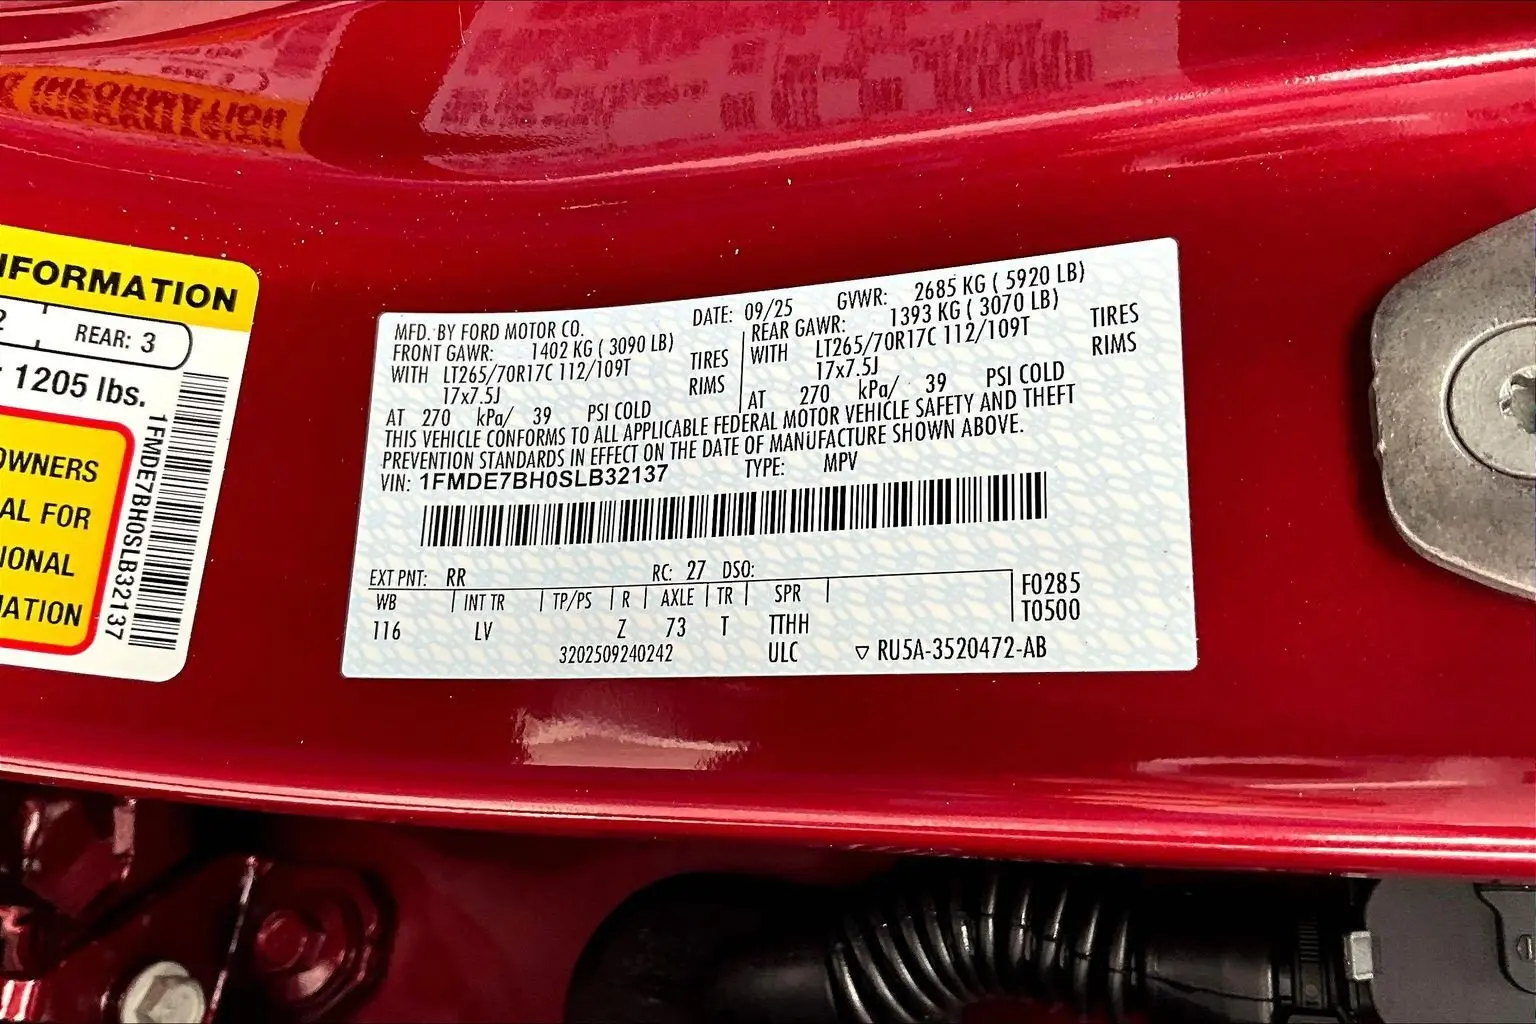 NFORMATION
2 REAR: 3
1205 lbs.
OWNERS
AL FOR
IONAL
MATION
1FMDE7BH0SLB32137
MFD. BY FORD MOTOR CO. DATE: 09/25 GVWR: 2685 KG ( 5920 LB)
FRONT GAWR: 1402 KG ( 3090 LB) REAR GAWR: 1393 KG ( 3070 LB)
WITH LT265/70R17C 112/109T TIRES WITH LT265/70R17C 112/109T TIRES
17x7.5J RIMS 17x7.5J RIMS
AT 270 kPa/ 39 PSI COLD AT 270 kPa/ 39 PSI COLD
THIS VEHICLE CONFORMS TO ALL APPLICABLE FEDERAL MOTOR VEHICLE SAFETY AND THEFT
PREVENTION STANDARDS IN EFFECT ON THE DATE OF MANUFACTURE SHOWN ABOVE.
VIN: 1FMDE7BH0SLB32137 TYPE: MPV
EXT PNT: RR RC: 27 DSO:
WB INT TR TP/PS R AXLE TR SPR F0285
T0500
116 LV Z 73 T TTHH
3202509240242 ULC ▽ RU5A-3520472-AB